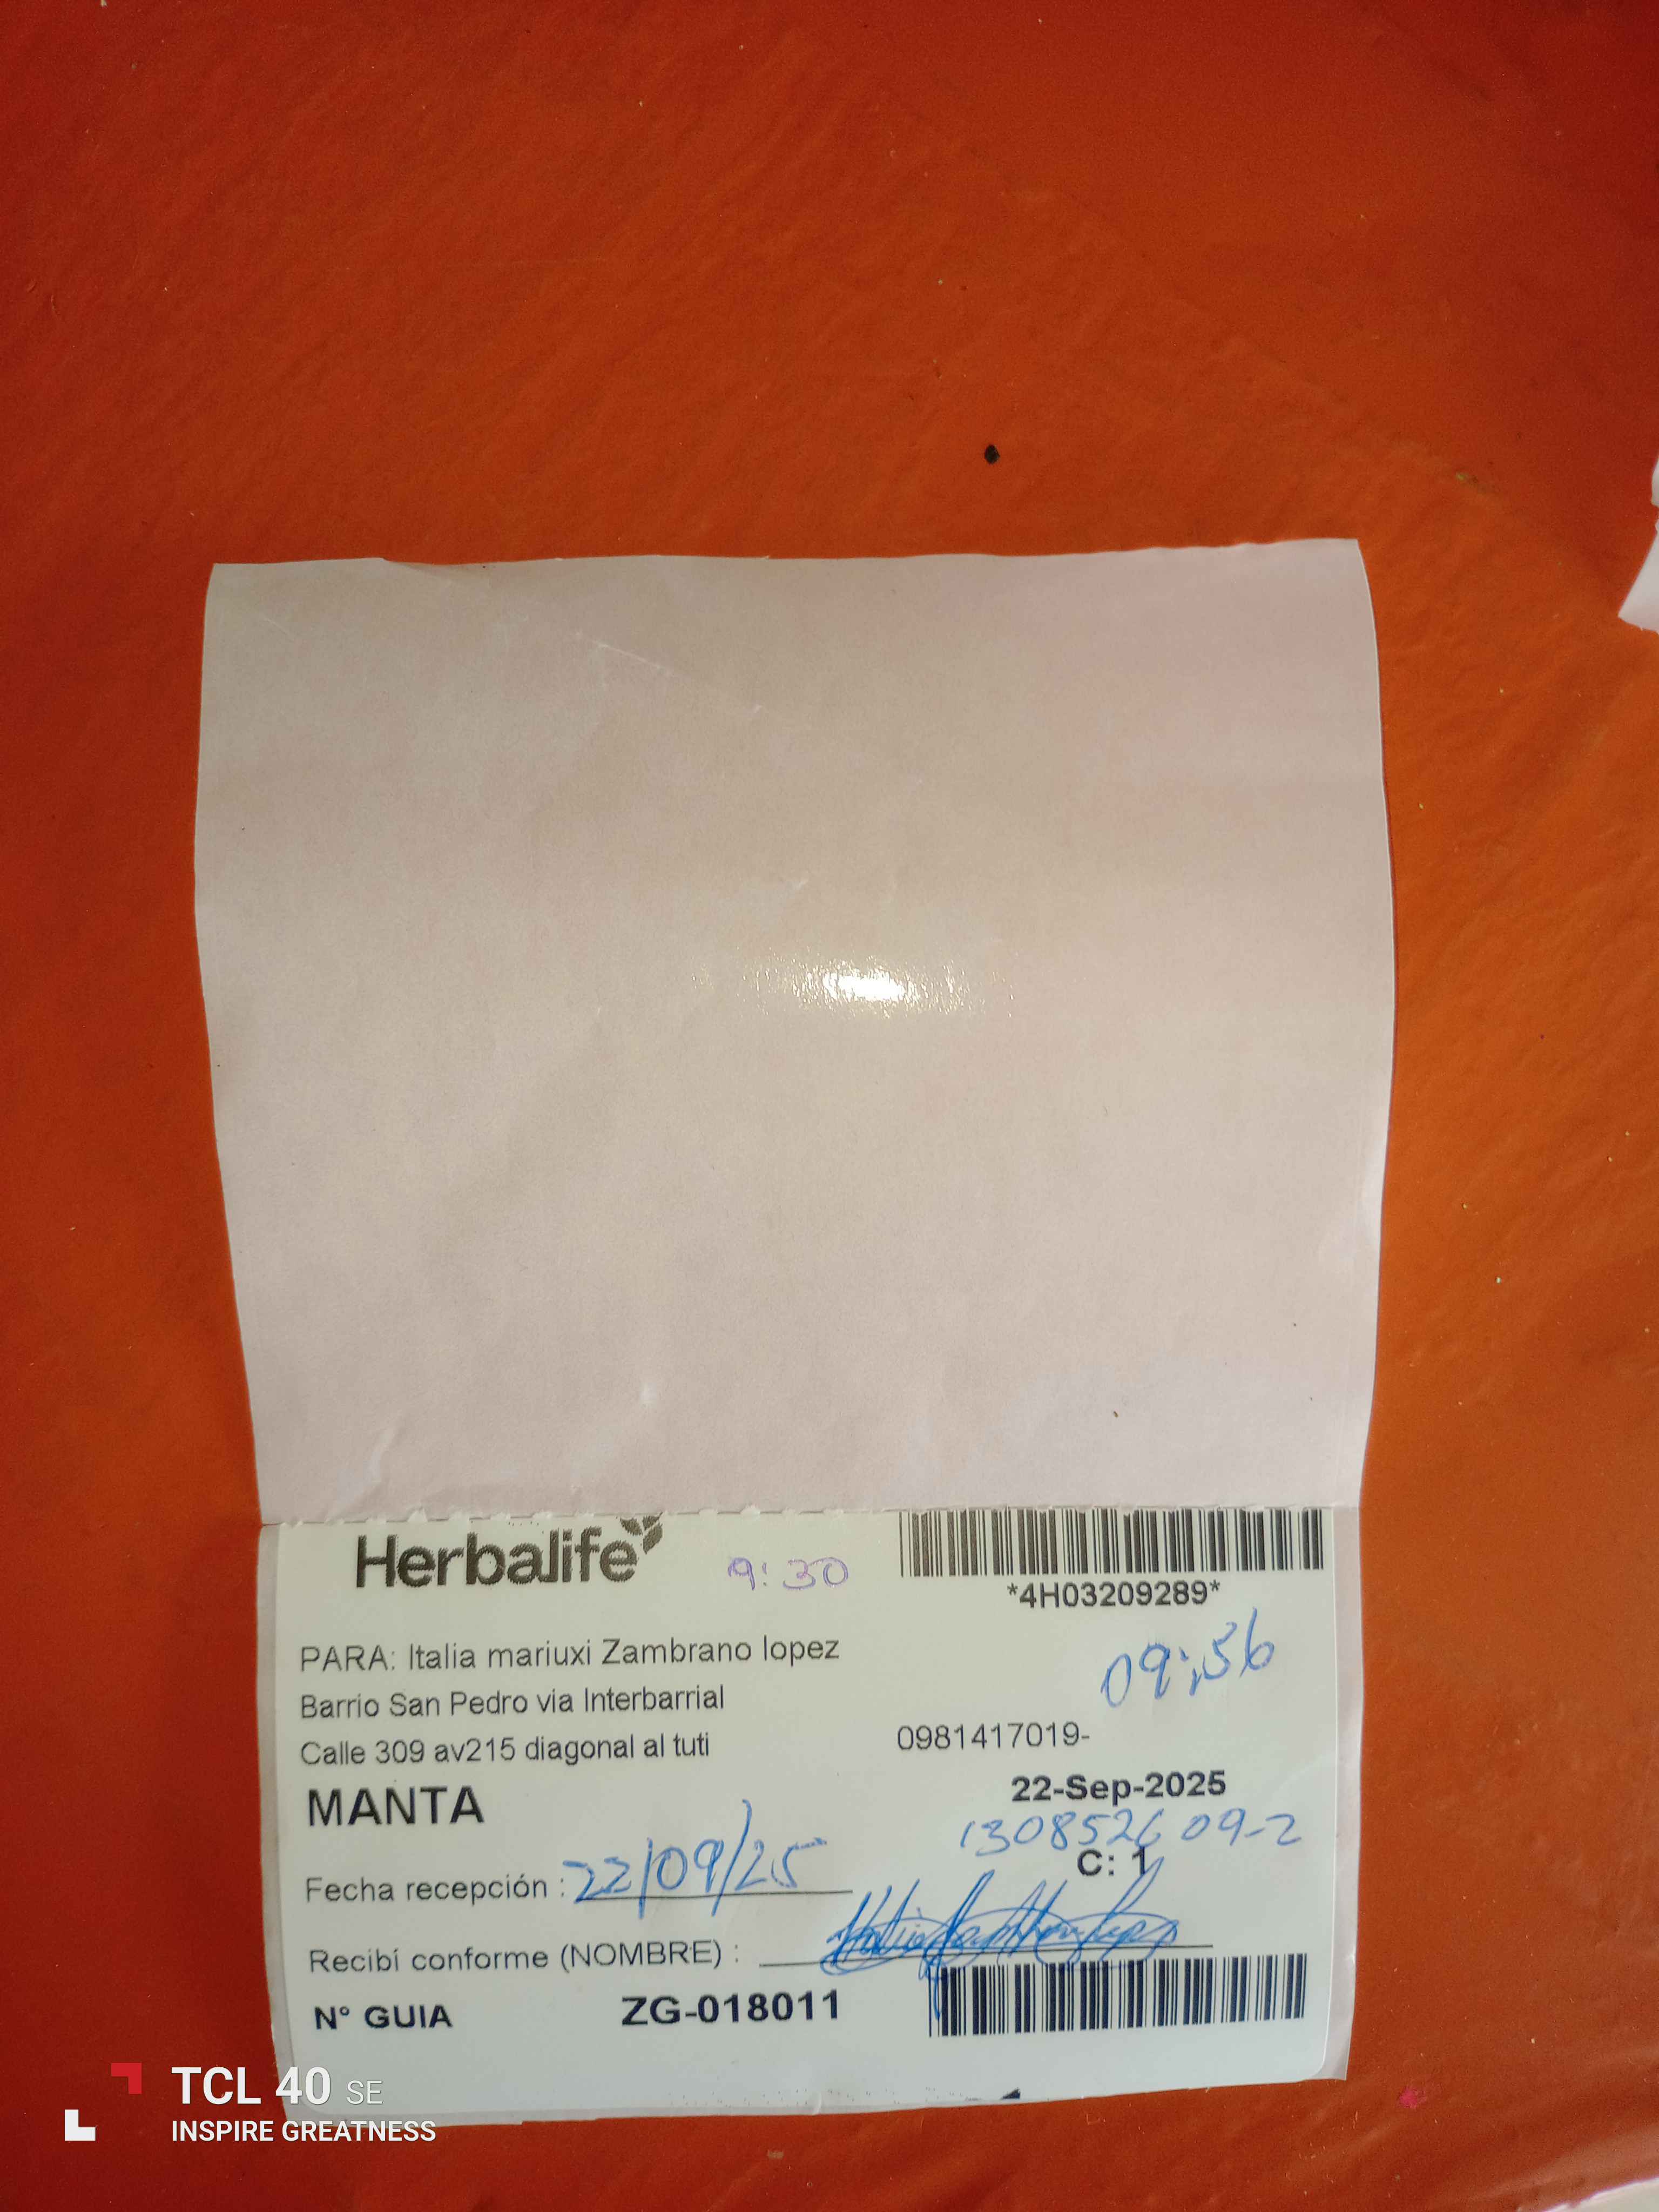 Herbalife
9:30
*4H03209289*
09:56
PARA: Italia mariuxi Zambrano lopez
Barrio San Pedro via Interbarrial
Calle 309 av215 diagonal al tuti
0981417019-
MANTA
22-Sep-2025
130852609-2
C: 1
Fecha recepción : 22/09/25
Recibí conforme (NOMBRE) :
N° GUIA ZG-018011
TCL 40 SE
INSPIRE GREATNESS